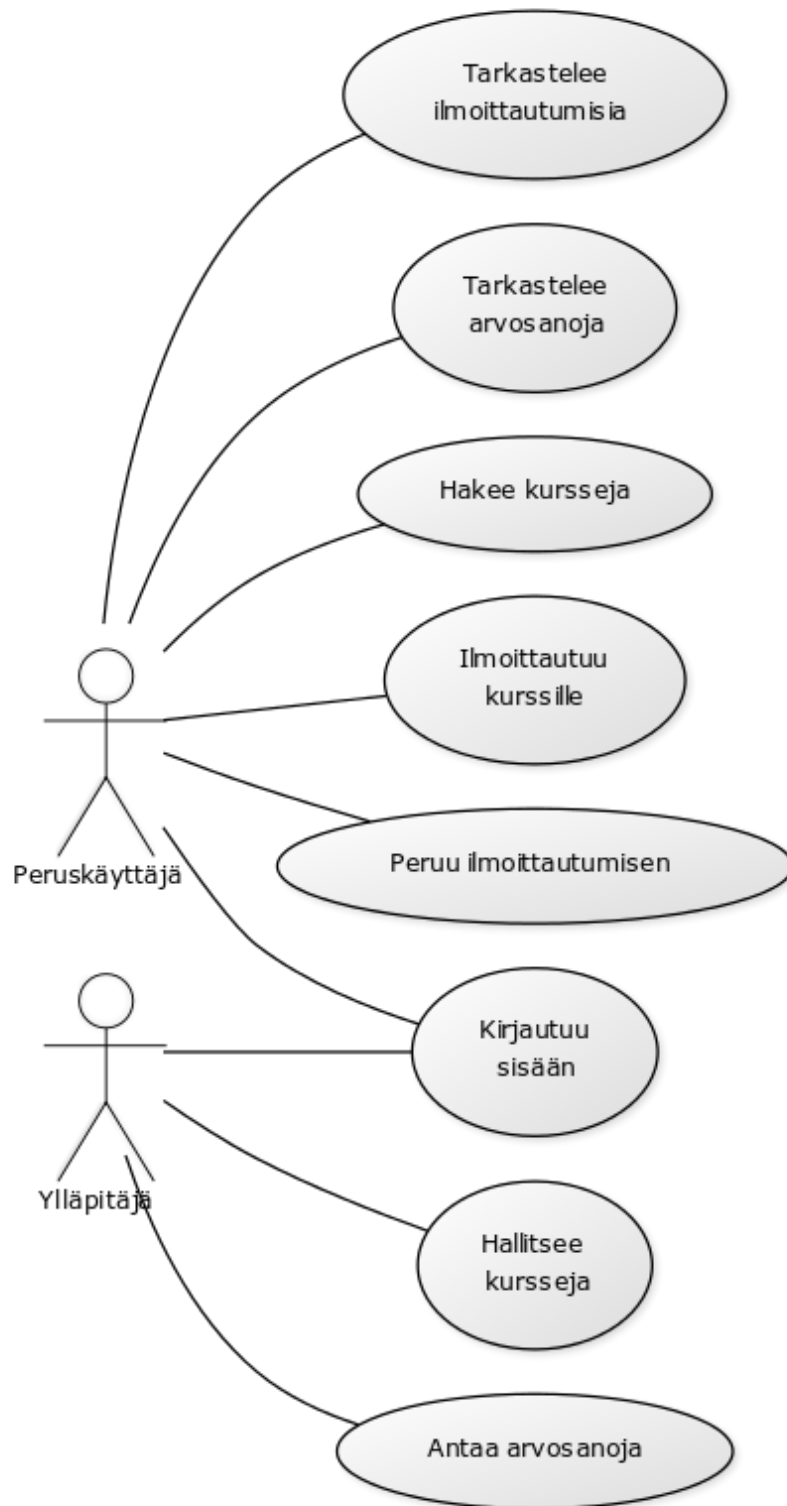 Tarkastelee
ilmoittautumisia
Tarkastelee
arvosanoja
Hakee kursseja
Ilmoittautuu
kurssille
Peruskäyttäjä
Peruu ilmoittautumisen
Kirjautuu
sisään
Ylläpitäjä
Hallitsee
kursseja
Antaa arvosanoja